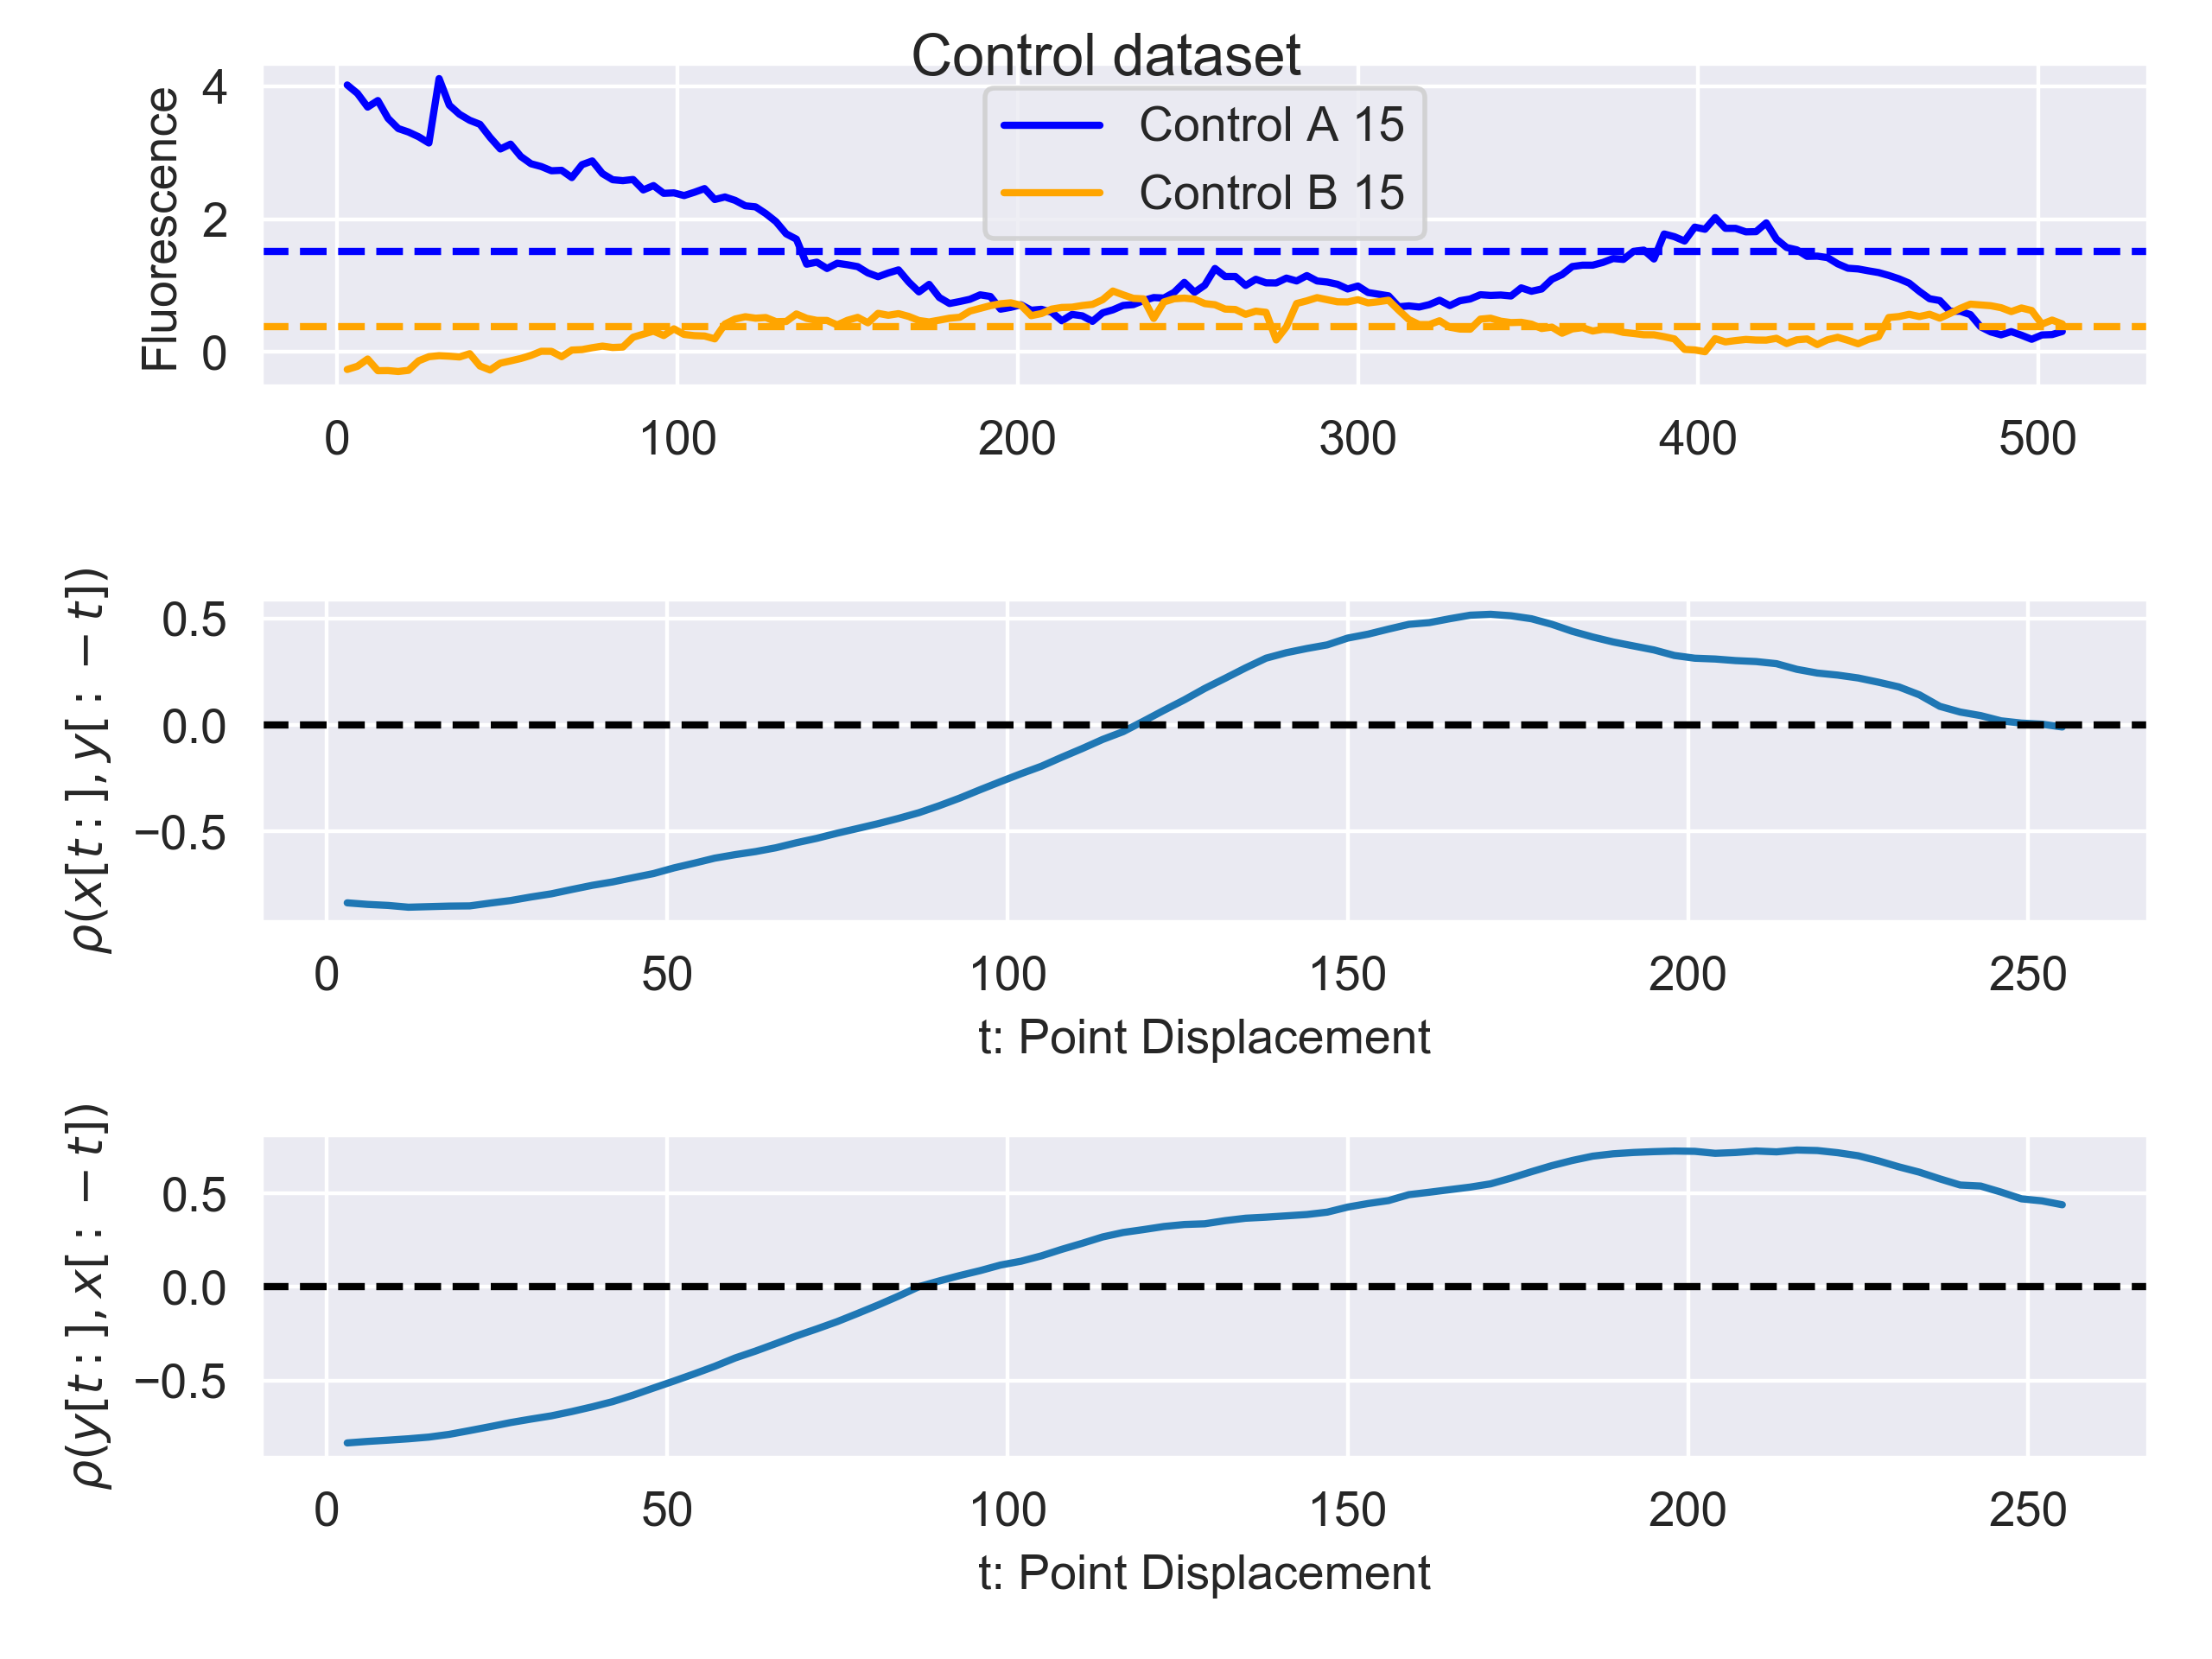 Control dataset
Fluorescence
4
2
0
Control A 15
Control B 15
0 100 200 300 400 500
ρ(x[t:], y[: − t])
0.5
0.0
−0.5
0 50 100 150 200 250
t: Point Displacement
ρ(y[t:], x[: − t])
0.5
0.0
−0.5
0 50 100 150 200 250
t: Point Displacement